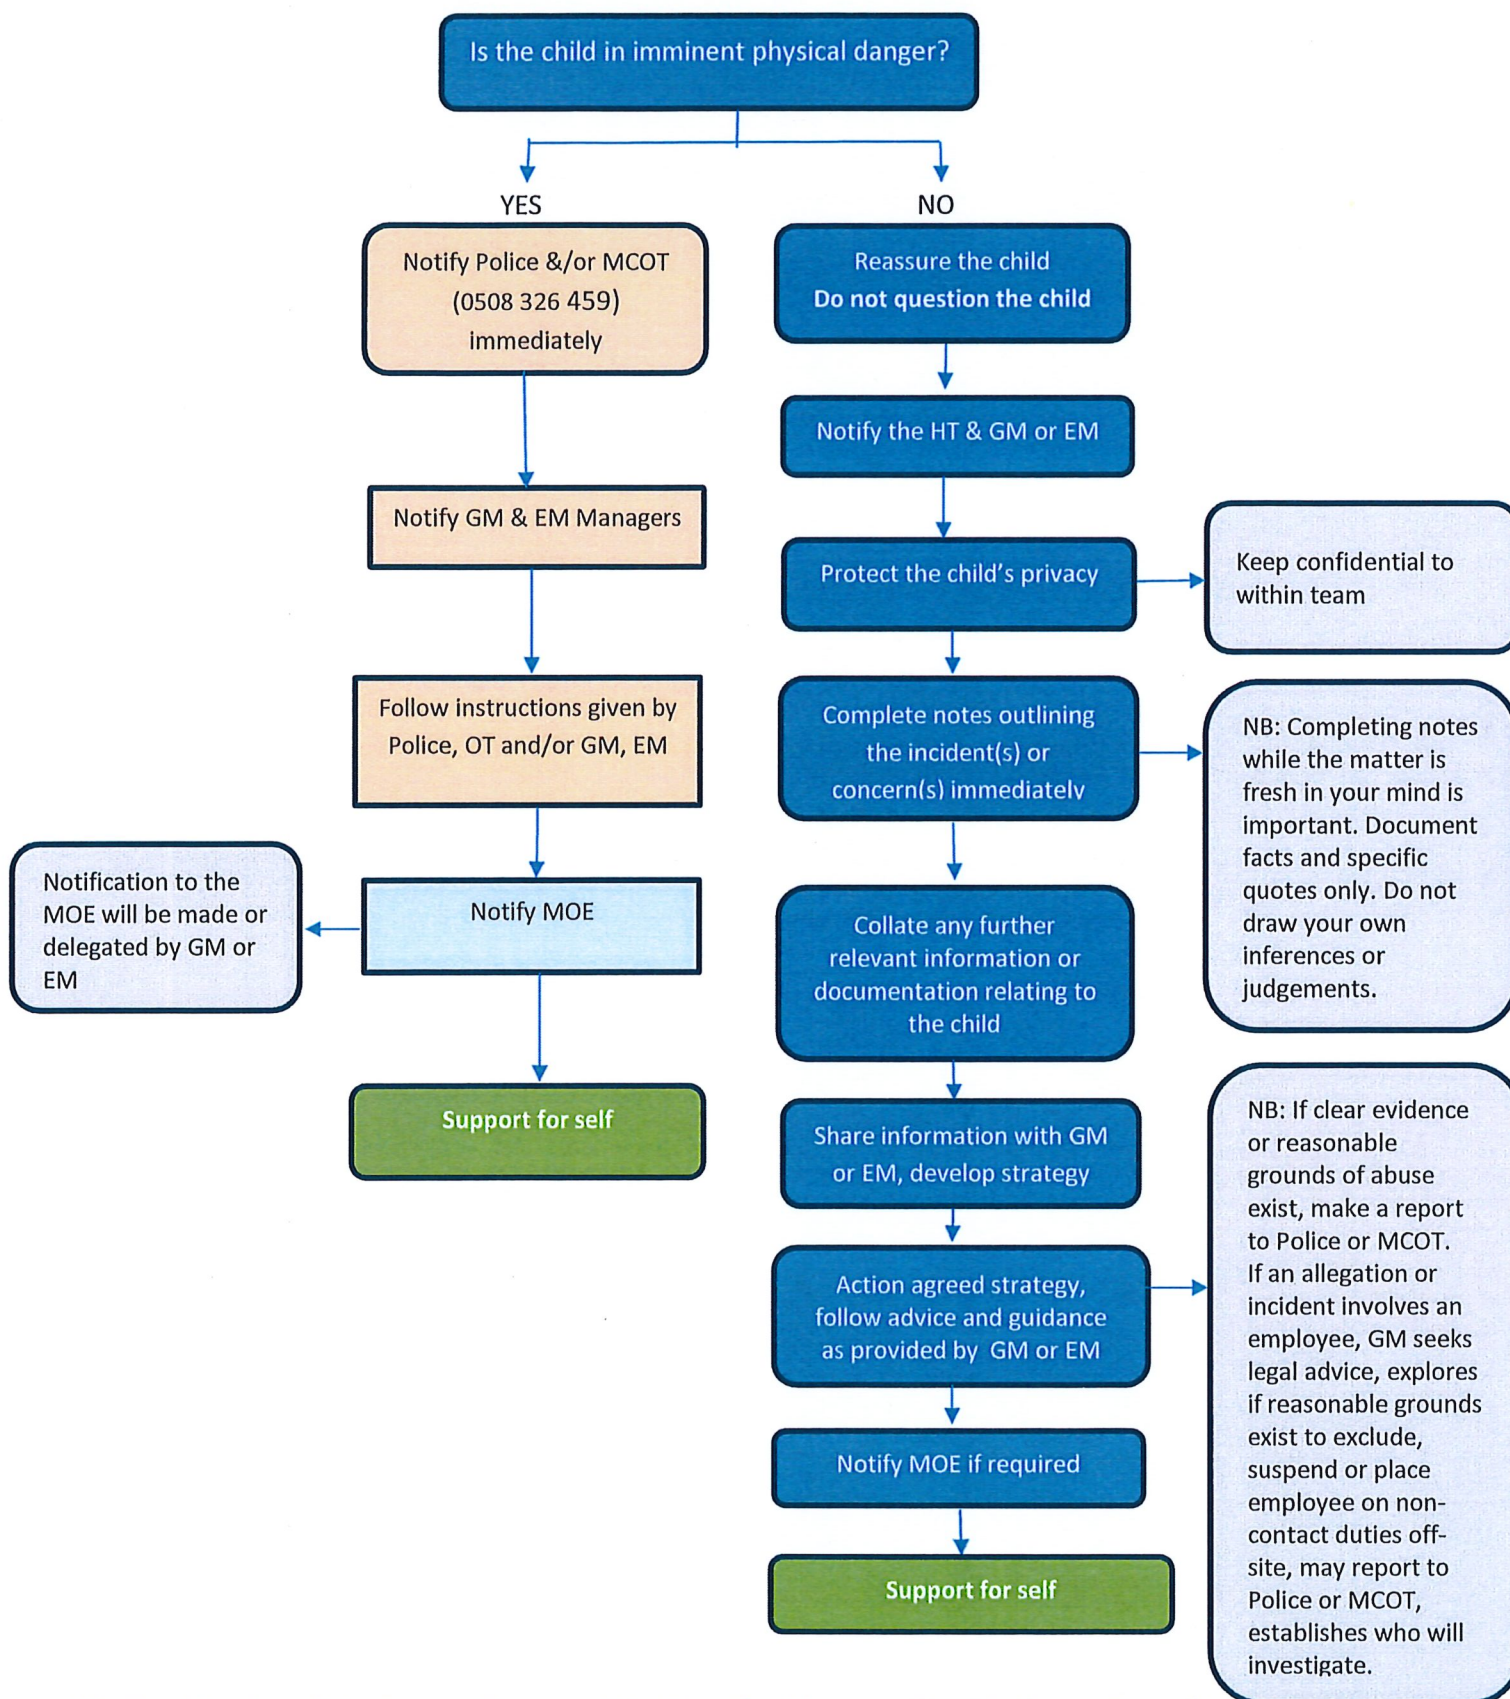 Is the child in imminent physical danger?
YES
Notify Police &/or MCOT
(0508 326 459)
immediately
Notify GM & EM Managers
Follow instructions given by
Police, OT and/or GM, EM
Notify MOE
Notification to the
MOE will be made or
delegated by GM or
EM
Support for self
NO
Reassure the child
Do not question the child
Notify the HT & GM or EM
Protect the child's privacy
Keep confidential to
within team
Complete notes outlining
the incident(s) or
concern(s) immediately
NB: Completing notes
while the matter is
fresh in your mind is
important. Document
facts and specific
quotes only. Do not
draw your own
inferences or
judgements.
Collate any further
relevant information or
documentation relating to
the child
Share information with GM
or EM, develop strategy
Action agreed strategy,
follow advice and guidance
as provided by  GM or EM
NB: If clear evidence
or reasonable
grounds of abuse
exist, make a report
to Police or MCOT.
If an allegation or
incident involves an
employee, GM seeks
legal advice, explores
if reasonable grounds
exist to exclude,
suspend or place
employee on non-
contact duties off-
site, may report to
Police or MCOT,
establishes who will
investigate.
Notify MOE if required
Support for self